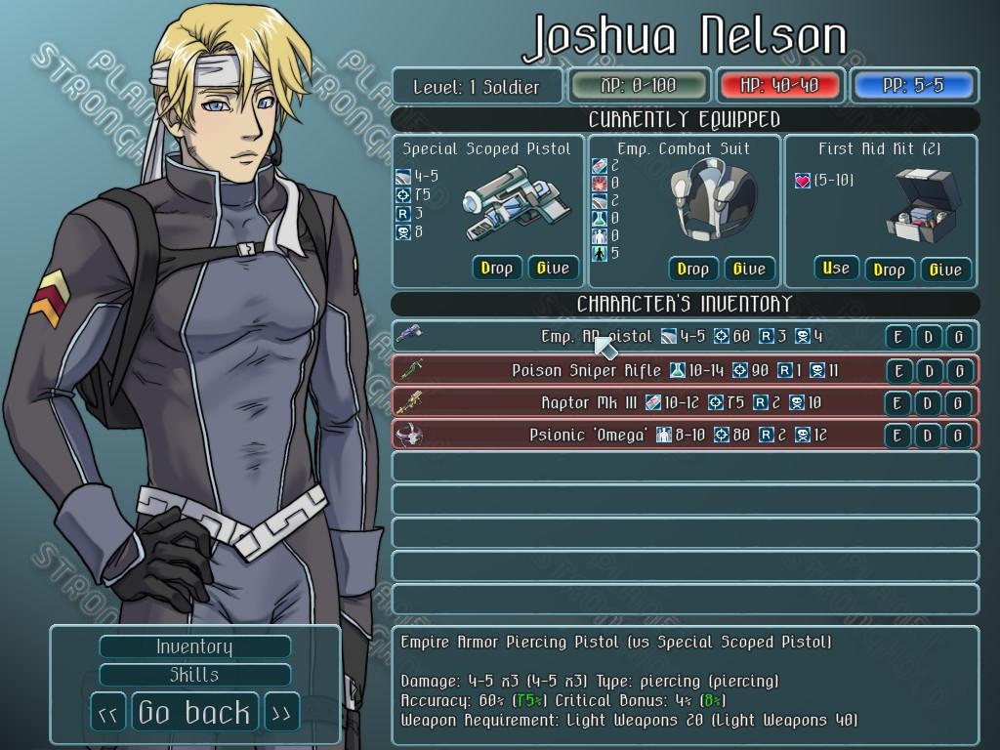 Joshua Nelson
Level: 1 Soldier
XP: 0/100
HP: 40/40
PP: 5/5
CURRENTLY EQUIPPED
Special Scoped Pistol
4-5
75
R 3
8
Drop Give
Emp. Combat Suit
2
0
2
0
0
5
Drop Give
First Aid Kit (2)
(5-10)
Use Drop Give
CHARACTER'S INVENTORY
Emp. AP pistol 4-5 60 R 3 4 E D G
Poison Sniper Rifle 10-14 90 R 1 11 E D G
Raptor Mk III 10-12 75 R 2 10 E D G
Psionic 'Omega' 8-10 80 R 2 12 E D G
Inventory
Skills
<< Go back >>
Empire Armor Piercing Pistol (vs Special Scoped Pistol)
Damage: 4-5 x3 (4-5 x3) Type: piercing (piercing)
Accuracy: 60% (75%) Critical Bonus: 4% (8%)
Weapon Requirement: Light Weapons 20 (Light Weapons 40)